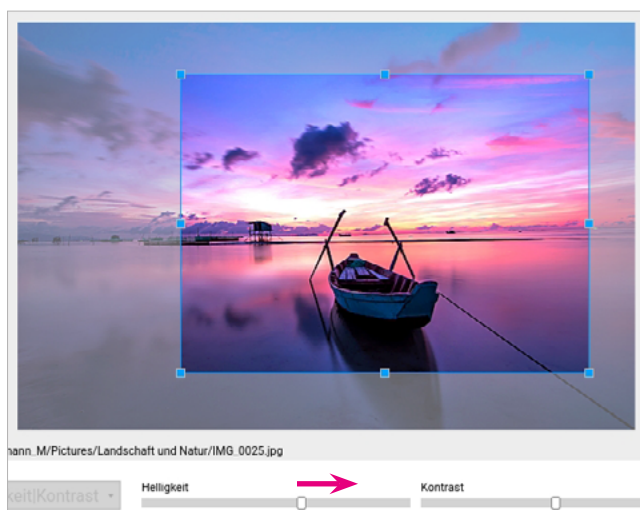 mann_M/Pictures/Landschaft und Natur/IMG_0025.jpg
keit|Kontrast
Helligkeit
Kontrast